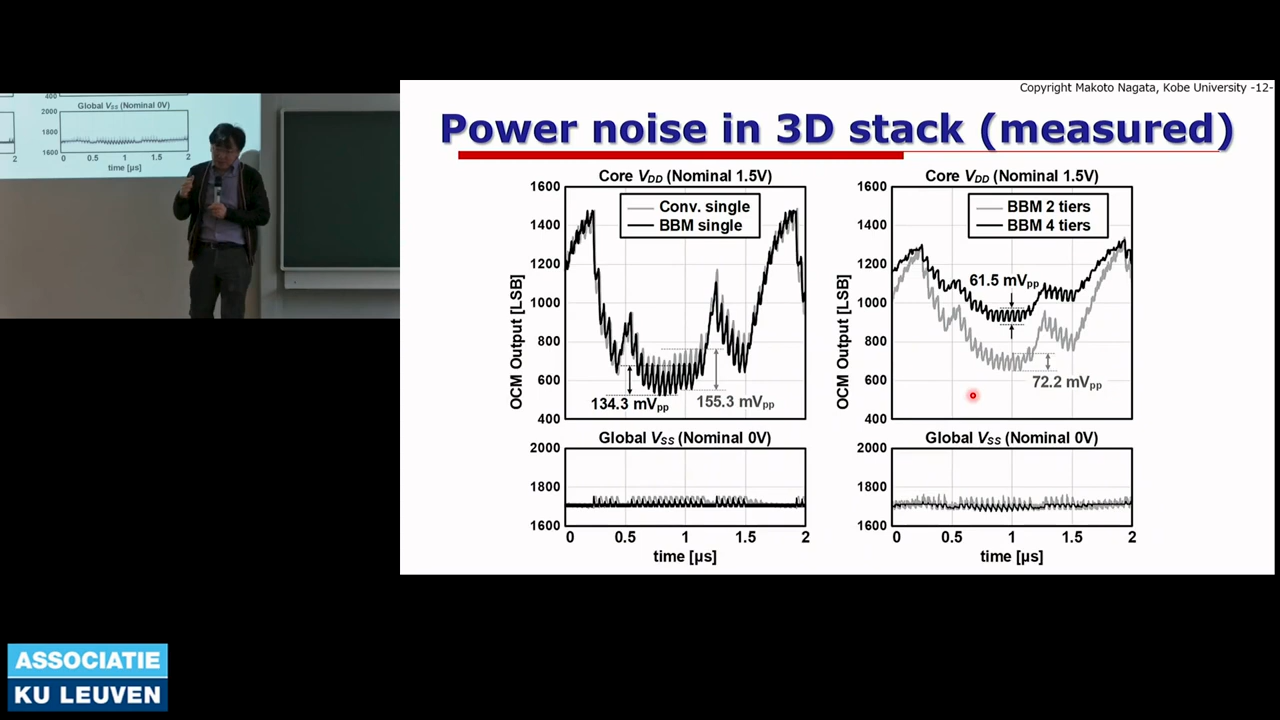 400
2000
Global VSS (Nominal 0V)
1800
1600
2 0 0.5 1 1.5 2
time [µs]
Copyright Makoto Nagata, Kobe University -12-
Power noise in 3D stack (measured)
Core VDD (Nominal 1.5V)
1600
1400
1200
1000
800
600
400
OCM Output [LSB]
Conv. single
BBM single
134.3 mVpp
155.3 mVpp
Global VSS (Nominal 0V)
2000
1800
1600
0 0.5 1 1.5 2
time [µs]
Core VDD (Nominal 1.5V)
1600
1400
1200
1000
800
600
400
OCM Output [LSB]
BBM 2 tiers
BBM 4 tiers
61.5 mVpp
72.2 mVpp
Global VSS (Nominal 0V)
2000
1800
1600
0 0.5 1 1.5 2
time [µs]
ASSOCIATIE
KU LEUVEN